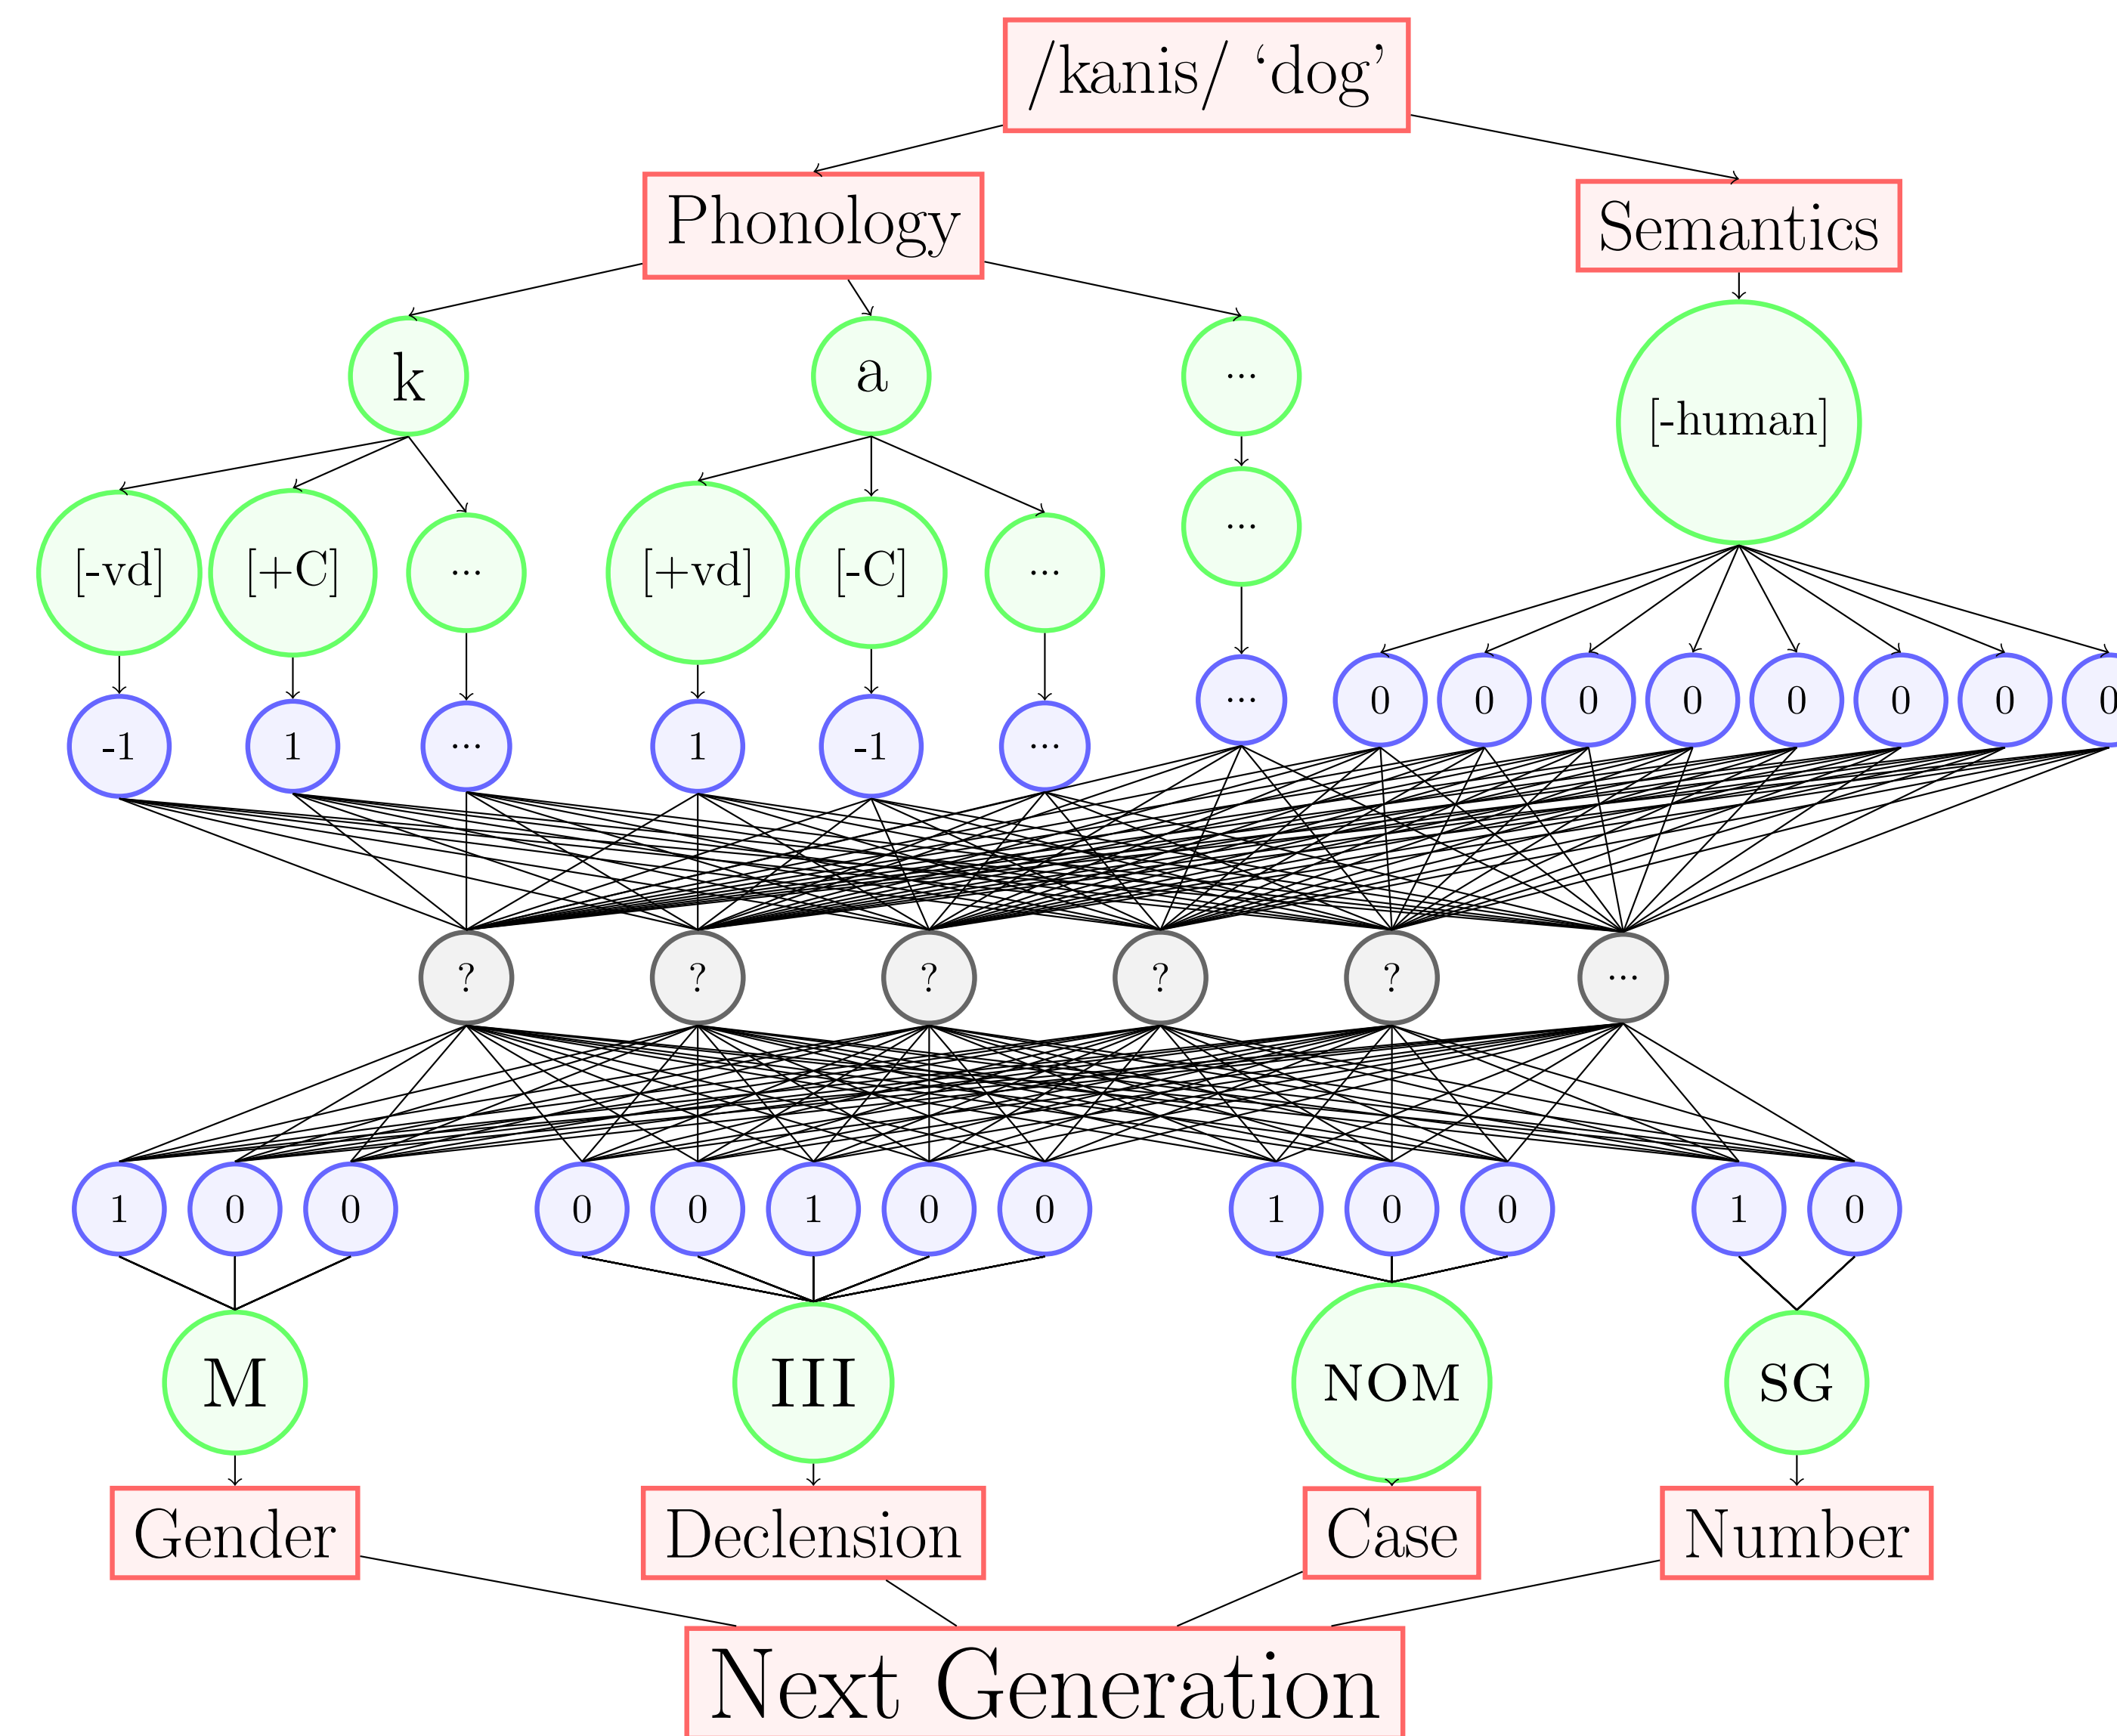 /kanis/ ‘dog’
Phonology
Semantics
k
a
...
[-human]
[-vd]
[+C]
...
[+vd]
[-C]
...
...
-1
1
...
1
-1
...
...
0
0
0
0
0
0
0
0
?
?
?
?
?
...
1
0
0
0
0
1
0
0
1
0
0
1
0
M
III
NOM
SG
Gender
Declension
Case
Number
Next Generation